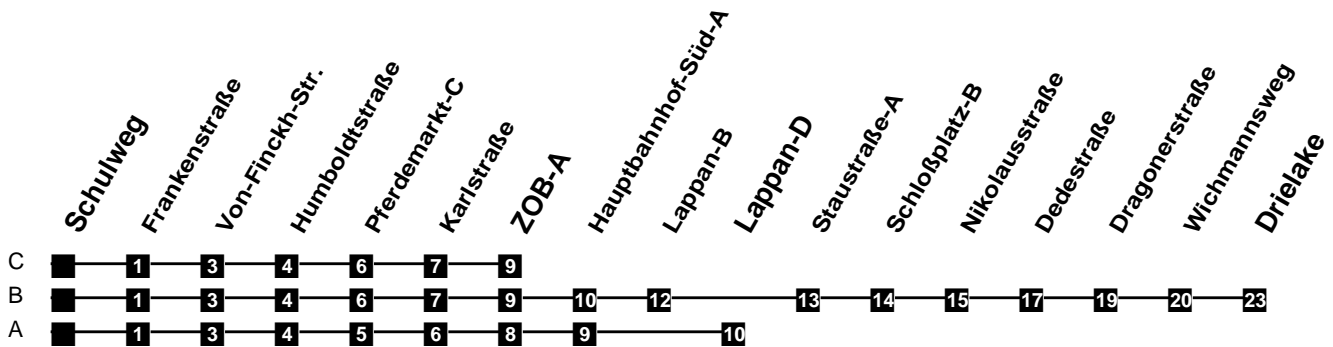 Schulweg
Frankenstraße
Von-Finckh-Str.
Humboldtstraße
Pferdemarkt-C
Karlstraße
ZOB-A
Hauptbahnhof-Süd-A
Lappan-B
Lappan-D
Staustraße-A
Schloßplatz-B
Nikolausstraße
Dedestraße
Dragonerstraße
Wichmannsweg
Drielake
C 1 3 4 6 7 9
B 1 3 4 6 7 9 10 12 13 14 15 17 19 20 23
A 1 3 4 5 6 8 9 10